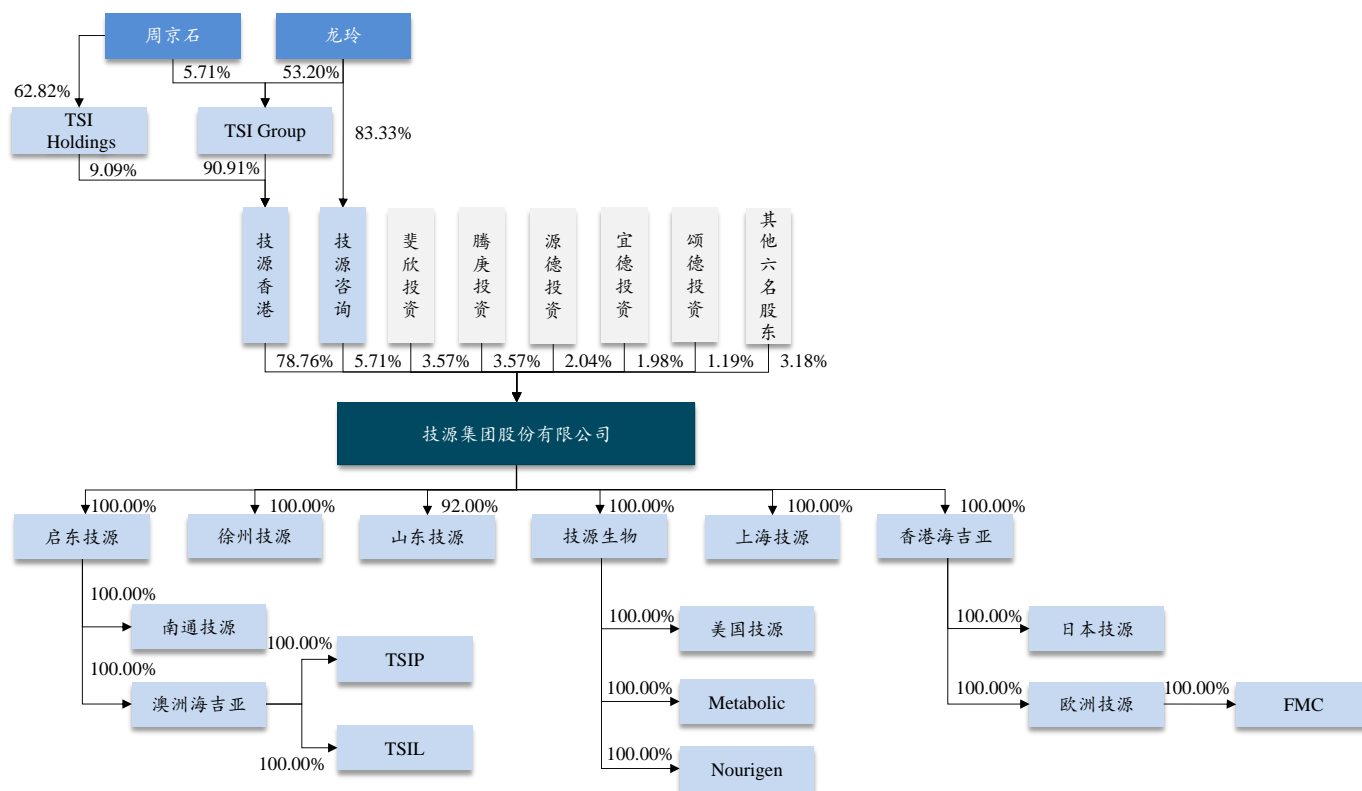 周京石
龙玲
5.71%
53.20%
62.82%
TSI
Holdings
TSI Group
83.33%
9.09%
90.91%
技源香港
技源咨询
斐欣投资
腾庚投资
源德投资
宜德投资
颂德投资
其他六名股东
78.76%
5.71%
3.57%
3.57%
2.04%
1.98%
1.19%
3.18%
技源集团股份有限公司
100.00%
100.00%
92.00%
100.00%
100.00%
100.00%
启东技源
徐州技源
山东技源
技源生物
上海技源
香港海吉亚
100.00%
100.00%
100.00%
南通技源
100.00%
美国技源
日本技源
100.00%
TSIP
100.00%
100.00%
100.00%
澳洲海吉亚
Metabolic
欧洲技源
FMC
100.00%
TSIL
100.00%
Nourigen